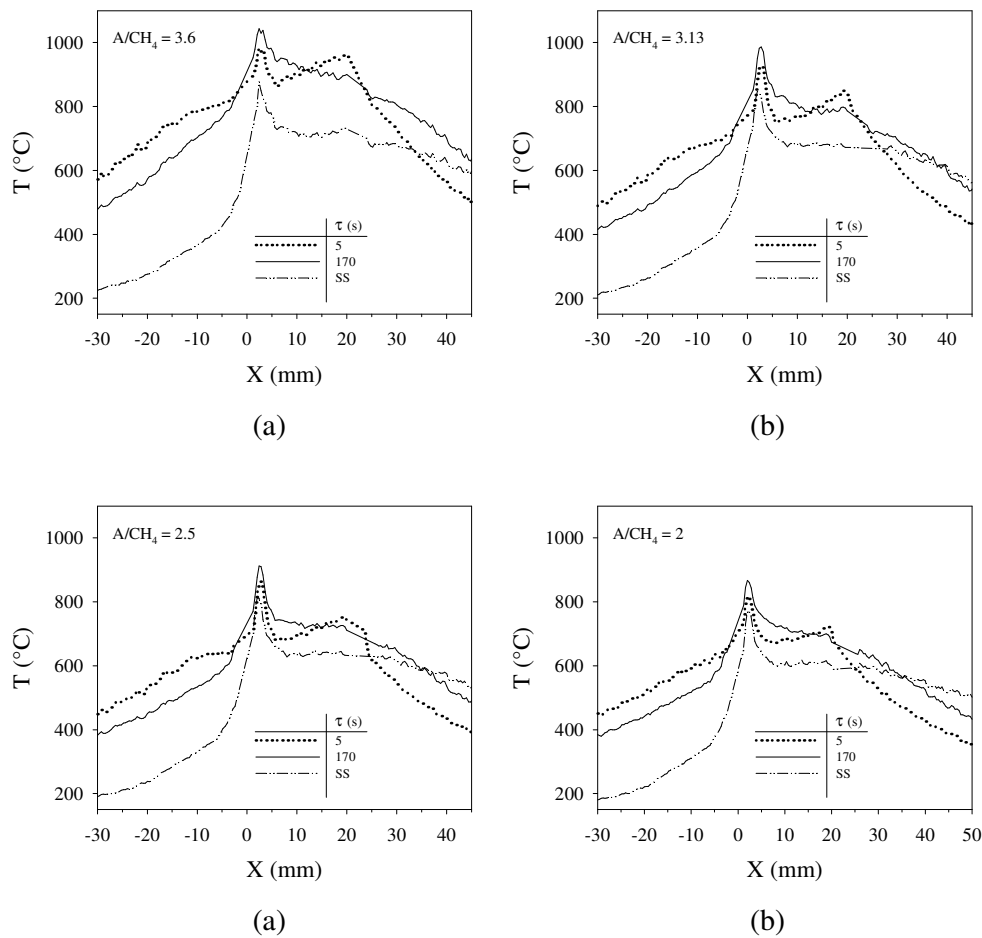 A/CH4 = 3.6
T (°C)
1000
800
600
400
200
τ (s)
5
170
SS
-30 -20 -10 0 10 20 30 40
X (mm)
(a)
A/CH4 = 3.13
T (°C)
1000
800
600
400
200
τ (s)
5
170
SS
-30 -20 -10 0 10 20 30 40
X (mm)
(b)
A/CH4 = 2.5
T (°C)
1000
800
600
400
200
τ (s)
5
170
SS
-30 -20 -10 0 10 20 30 40
X (mm)
(a)
A/CH4 = 2
T (°C)
1000
800
600
400
200
τ (s)
5
170
SS
-30 -20 -10 0 10 20 30 40 50
X (mm)
(b)